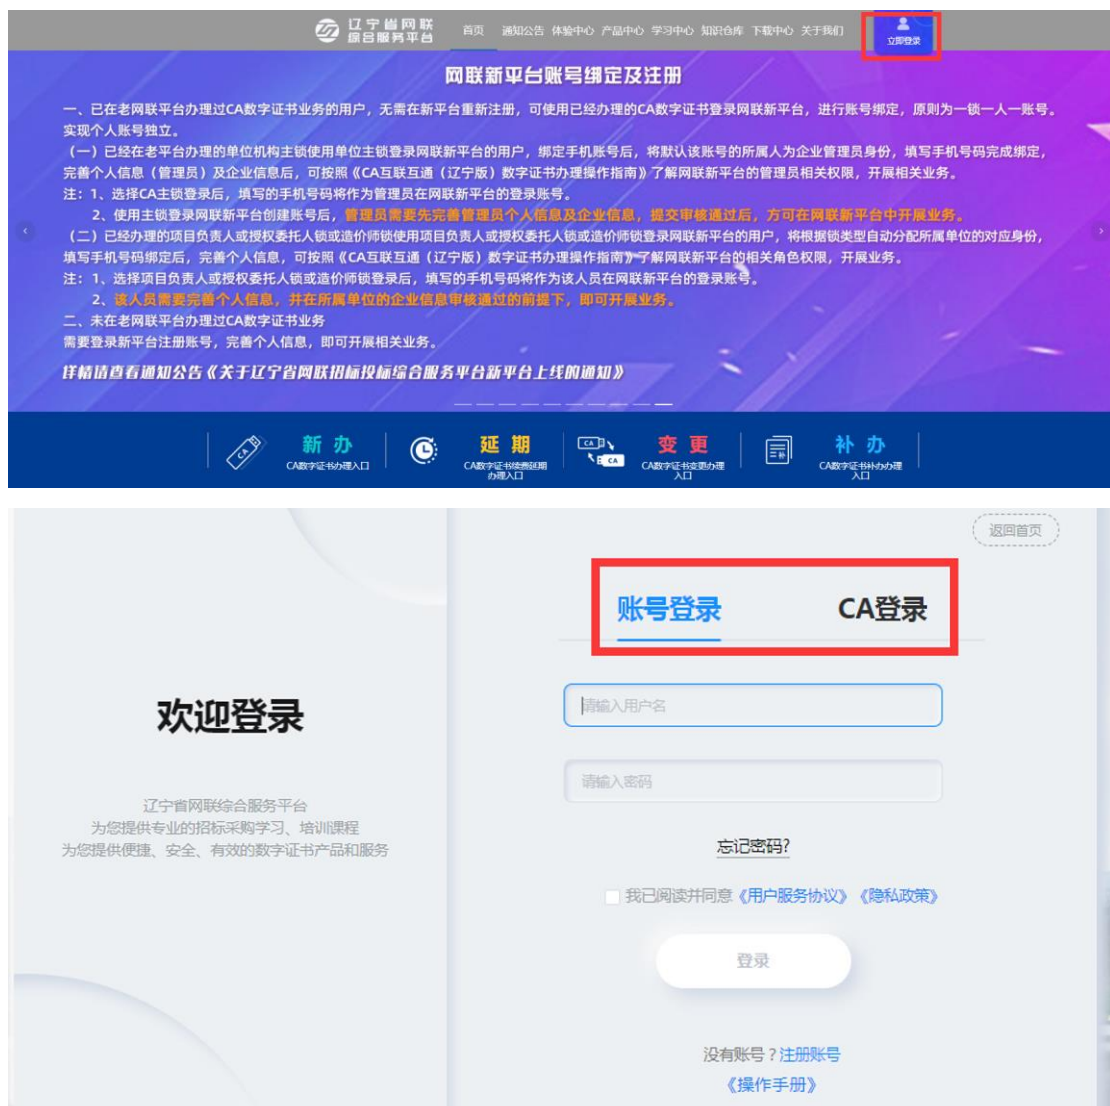 辽宁省网联
综合服务平台
首页 通知公告 体验中心 产品中心 学习中心 知识仓库 下载中心 关于我们
立即登录
网联新平台账号绑定及注册
一、已在老网联平台办理过CA数字证书业务的用户，无需在新平台重新注册，可使用已经办理的CA数字证书登录网联新平台，进行账号绑定，原则为一锁一人一账号。
实现个人账号独立。
(一) 已经在老平台办理的单位机构主锁使用单位主锁登录网联新平台的用户，绑定手机账号后，将默认该账号的所属人为企业管理员身份，填写手机号码完成绑定，
完善个人信息（管理员）及企业信息后，可按照《CA互联互通（辽宁版）数字证书办理操作指南》了解网联新平台的管理员相关权限，开展相关业务。
注：1、选择CA主锁登录后，填写的手机号码将作为管理员在网联新平台的登录账号。
2、使用主锁登录网联新平台创建账号后，管理员需要先完善管理员个人信息及企业信息，提交审核通过后，方可在网联新平台中开展业务。
(二) 已经办理的项目负责人或授权委托人锁或造价师锁使用项目负责人或授权委托人锁或造价师锁登录网联新平台的用户，将根据锁类型自动分配所属单位的对应身份，
填写手机号码绑定后，完善个人信息，可按照《CA互联互通（辽宁版）数字证书办理操作指南》了解网联新平台的相关角色权限，开展业务。
注：1、选择项目负责人或授权委托人锁或造价师锁登录后，填写的手机号码将作为该人员在网联新平台的登录账号。
2、该人员需要完善个人信息，并在所属单位的企业信息审核通过的前提下，即可开展业务。
二、未在老网联平台办理过CA数字证书业务
需要登录新平台注册账号，完善个人信息，即可开展相关业务。
详情请查看通知公告《关于辽宁省网联招标投标综合服务平台新平台上线的通知》
新 办
CA数字证书办理入口
延 期
CA数字证书续费延期
办理入口
变 更
CA数字证书变更办理
入口
补 办
CA数字证书补办办理
入口
返回首页
账号登录 CA登录
请输入用户名
欢迎登录
请输入密码
辽宁省网联综合服务平台
为您提供专业的招标采购学习、培训课程
为您提供便捷、安全、有效的数字证书产品和服务
忘记密码?
我已阅读并同意《用户服务协议》《隐私政策》
登录
没有账号？注册账号
《操作手册》